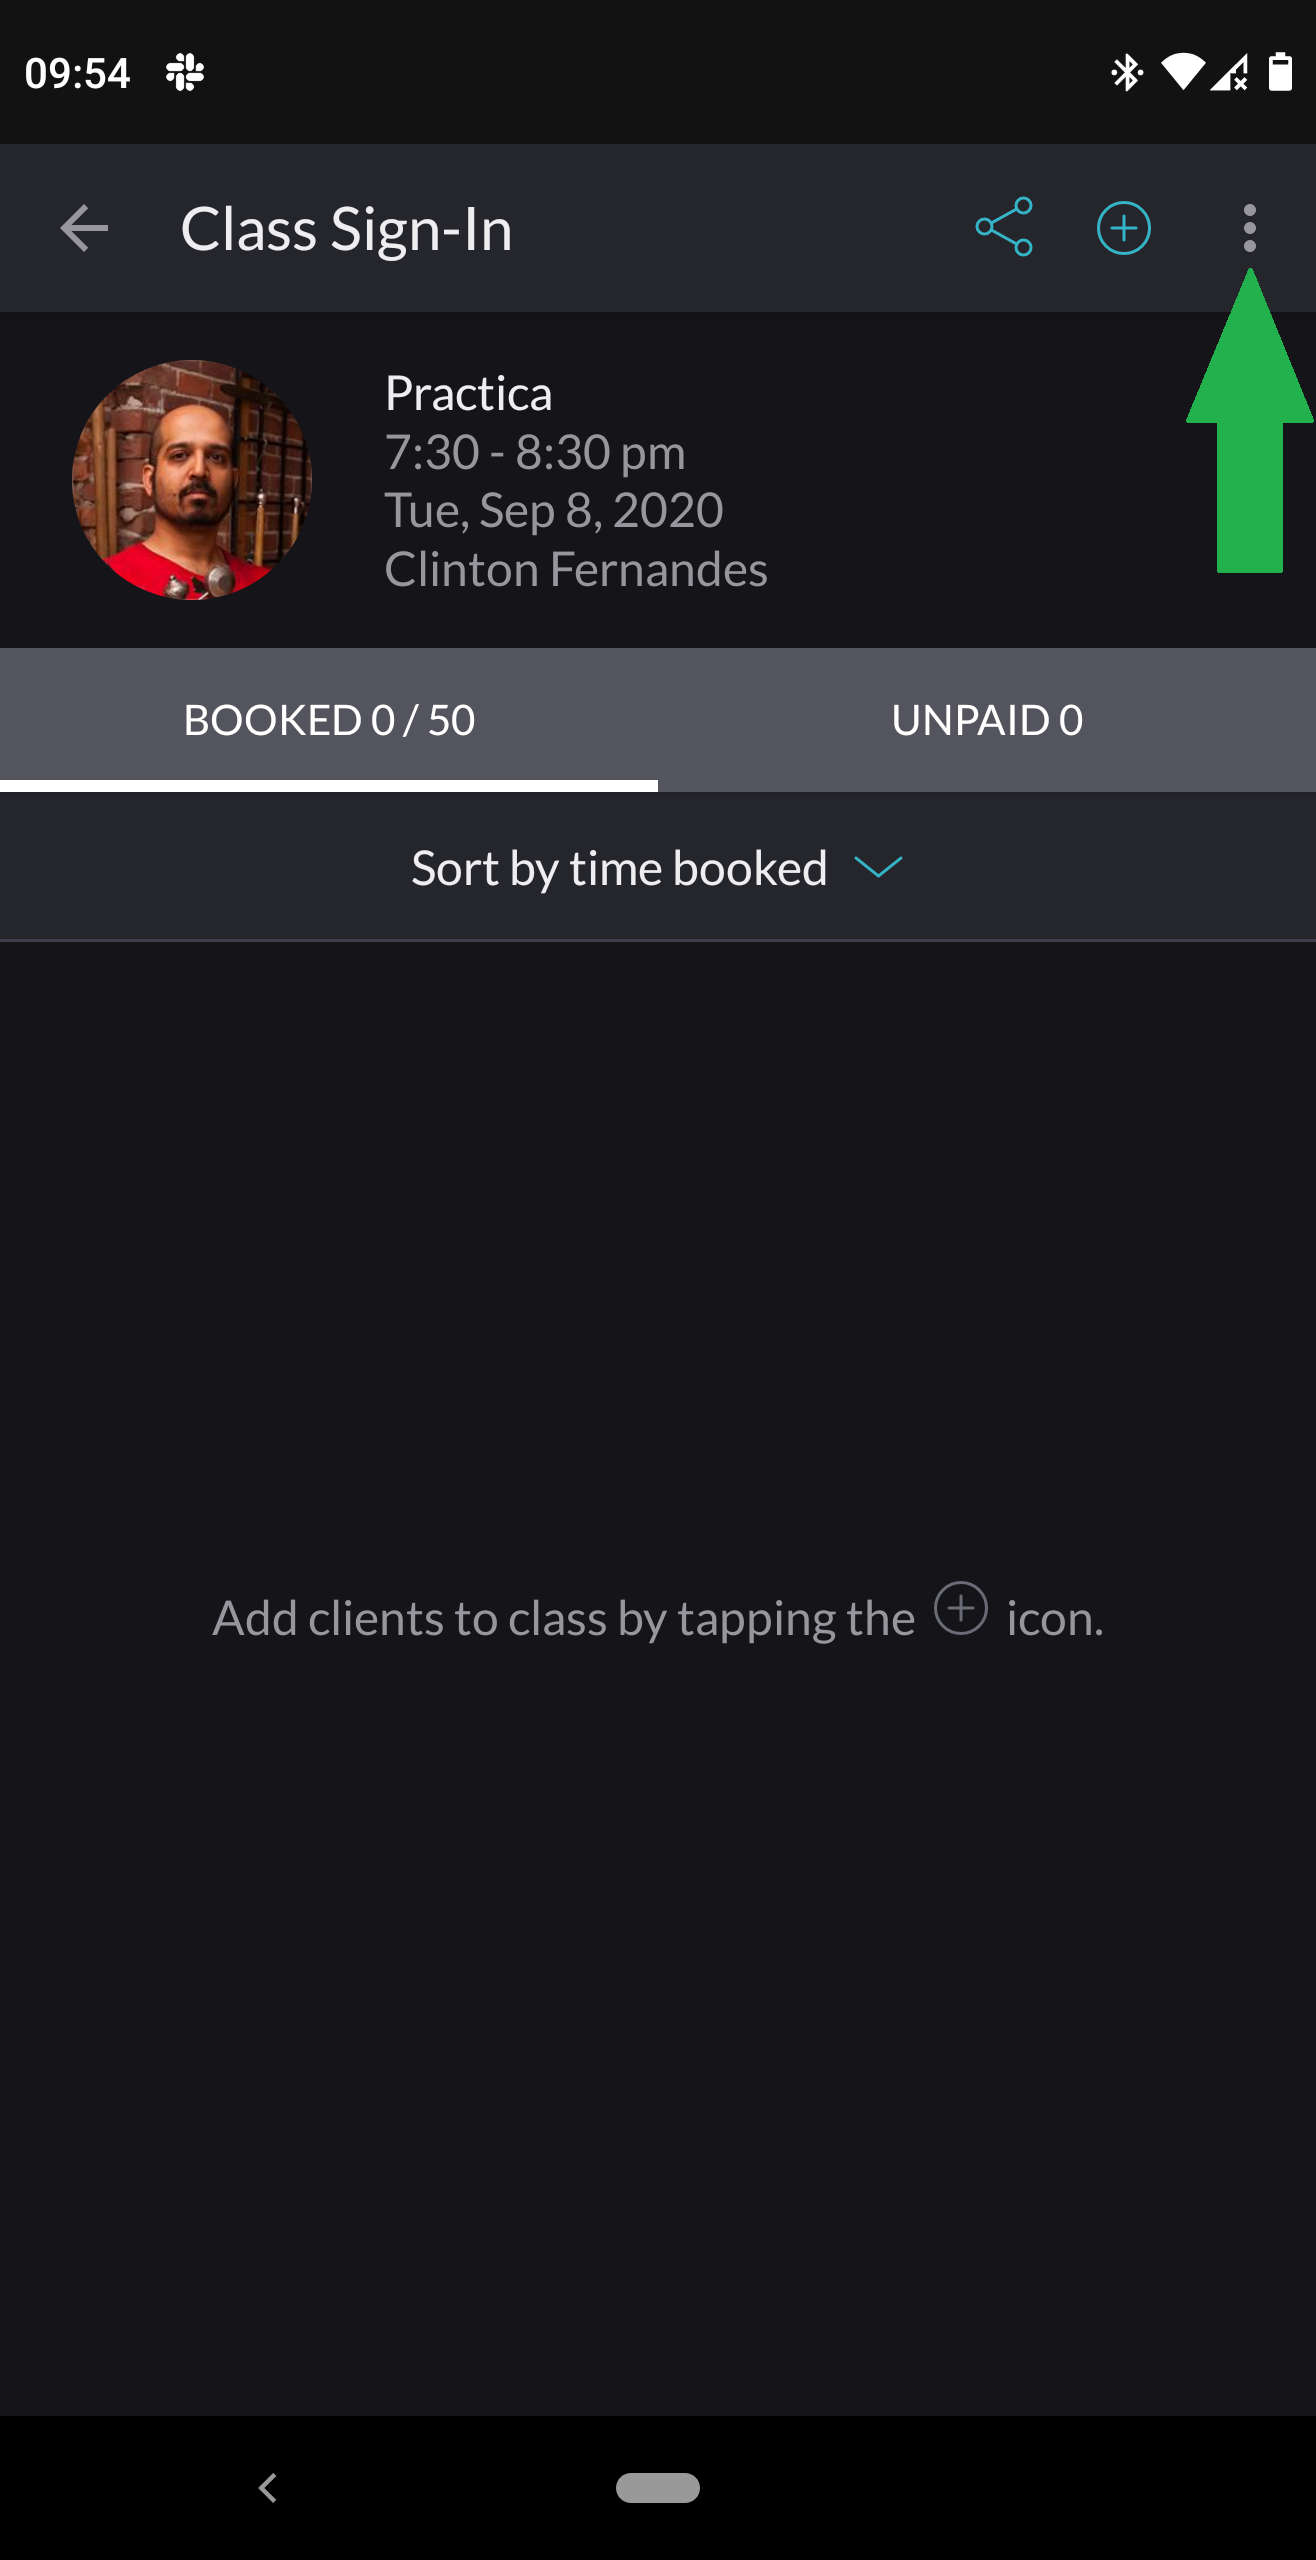 09:54
Class Sign-In
Practica
7:30 - 8:30 pm
Tue, Sep 8, 2020
Clinton Fernandes
BOOKED 0 / 50
UNPAID 0
Sort by time booked
Add clients to class by tapping the icon.